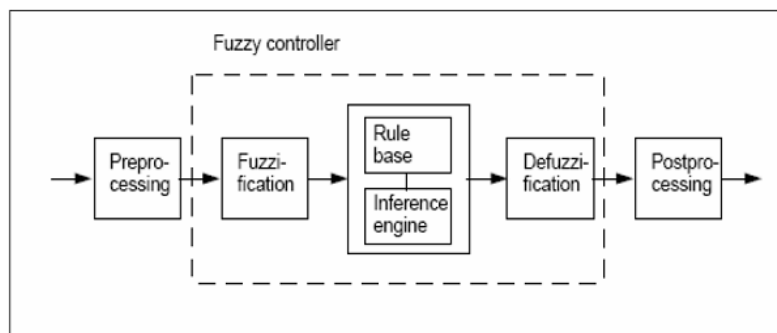 Fuzzy controller
Prepro-
cessing
Fuzzi-
fication
Rule
base
Inference
engine
Defuzzi-
fication
Postpro-
cessing